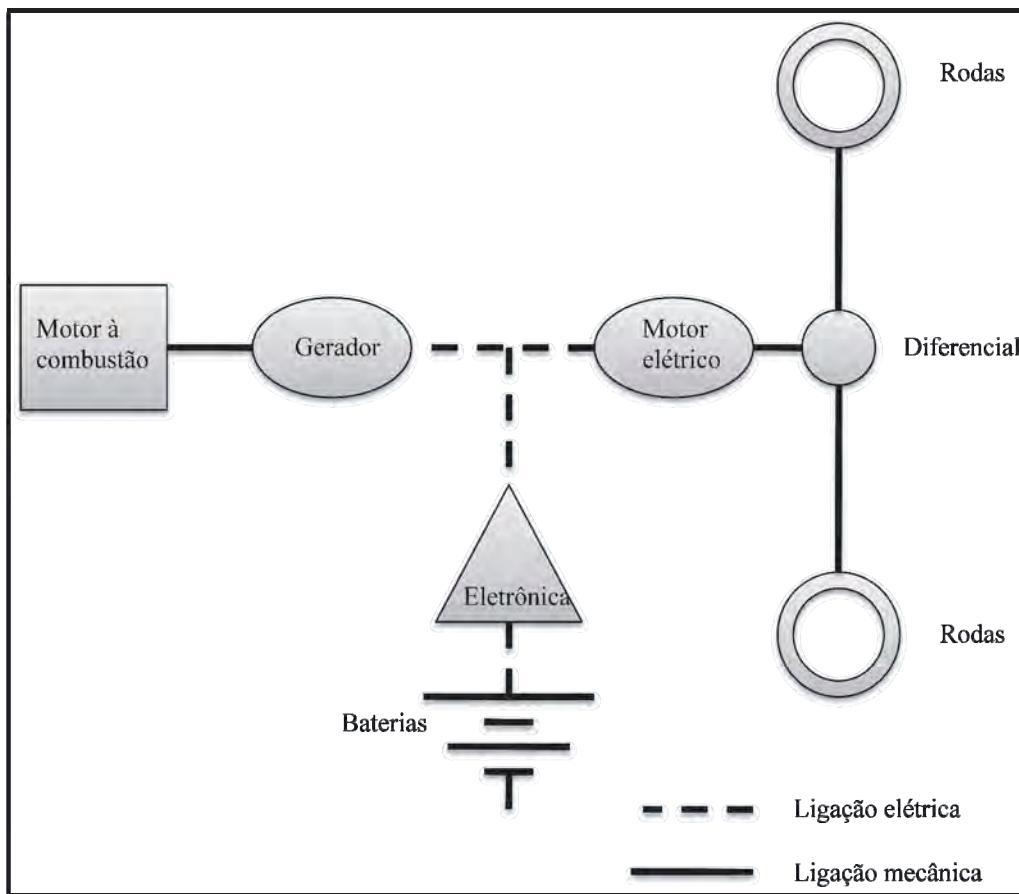 Rodas
Motor à
combustão
Gerador
Motor
elétrico
Diferencial
Eletrônica
Rodas
Baterias
Ligação elétrica
Ligação mecânica